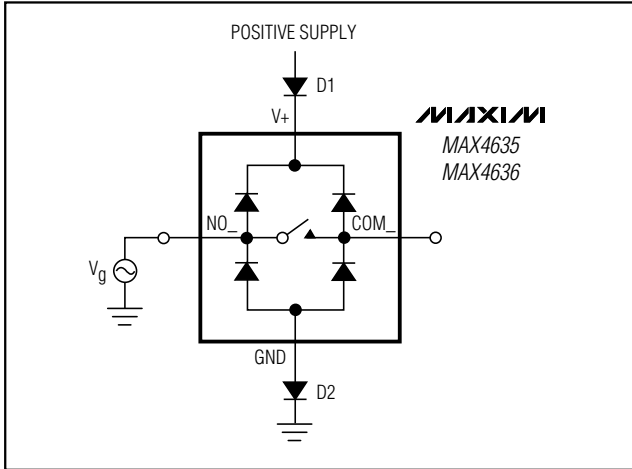 POSITIVE SUPPLY
D1
V+
MAXIM
MAX4635
MAX4636
NO_
COM_
Vg
GND
D2